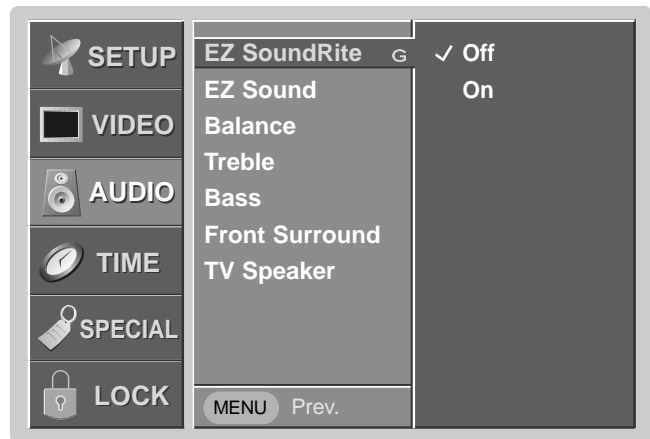 SETUP
VIDEO
AUDIO
TIME
SPECIAL
LOCK
EZ SoundRite G
EZ Sound
Balance
Treble
Bass
Front Surround
TV Speaker
MENU Prev.
✓ Off
On